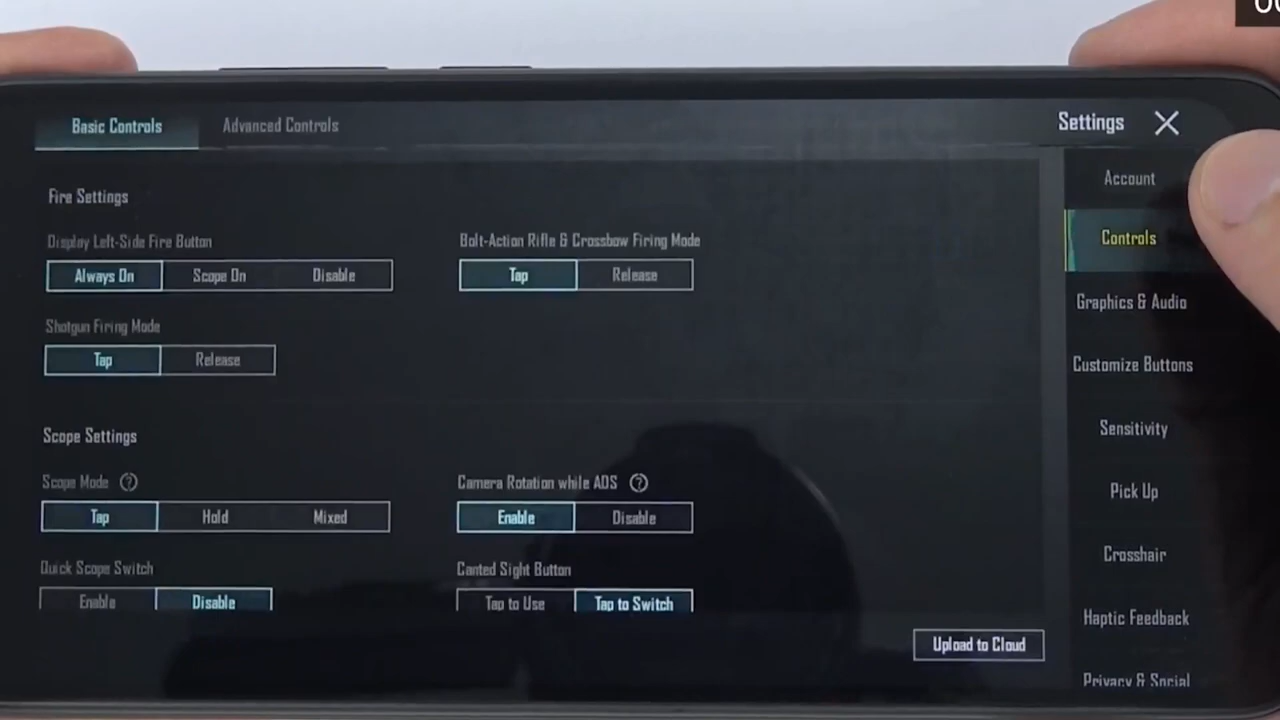 Basic Controls
Advanced Controls
Settings
Fire Settings
Display Left-Side Fire Button
Always On
Scope On
Disable
Bolt-Action Rifle & Crossbow Firing Mode
Tap
Release
Shotgun Firing Mode
Tap
Release
Scope Settings
Scope Mode ?
Tap
Hold
Mixed
Camera Rotation while ADS ?
Enable
Disable
Quick Scope Switch
Enable
Disable
Canted Sight Button
Tap to Use
Tap to Switch
Upload to Cloud
Account
Controls
Graphics & Audio
Customize Buttons
Sensitivity
Pick Up
Crosshair
Haptic Feedback
Privacy & Social